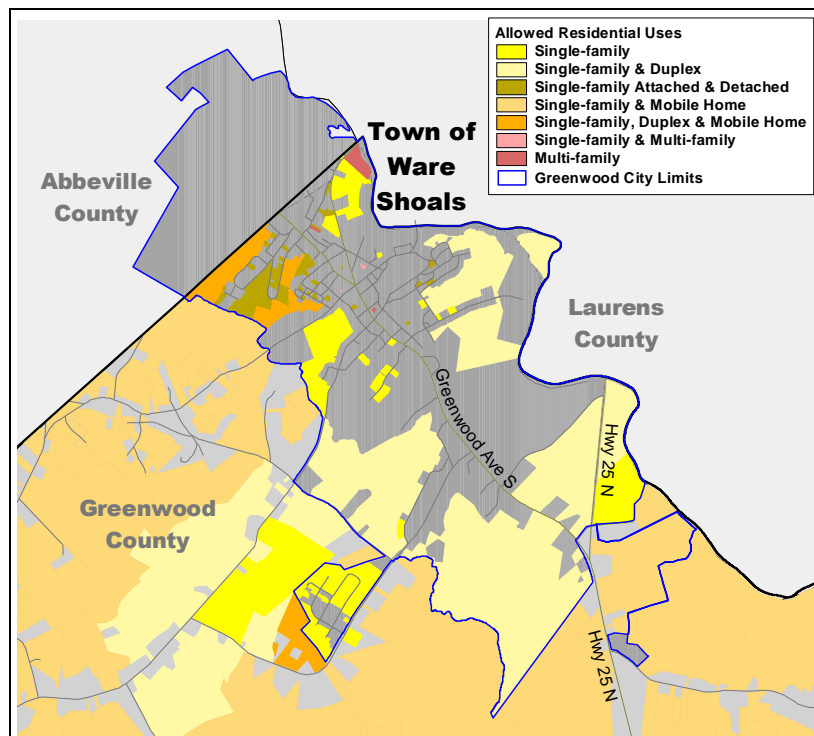 Allowed Residential Uses
Single-family
Single-family & Duplex
Single-family Attached & Detached
Single-family & Mobile Home
Single-family, Duplex & Mobile Home
Single-family & Multi-family
Multi-family
Greenwood City Limits
Town of
Ware
Shoals
Abbeville
County
Laurens
County
Greenwood Ave S
Hwy 25 N
Greenwood
County
Hwy 25 N